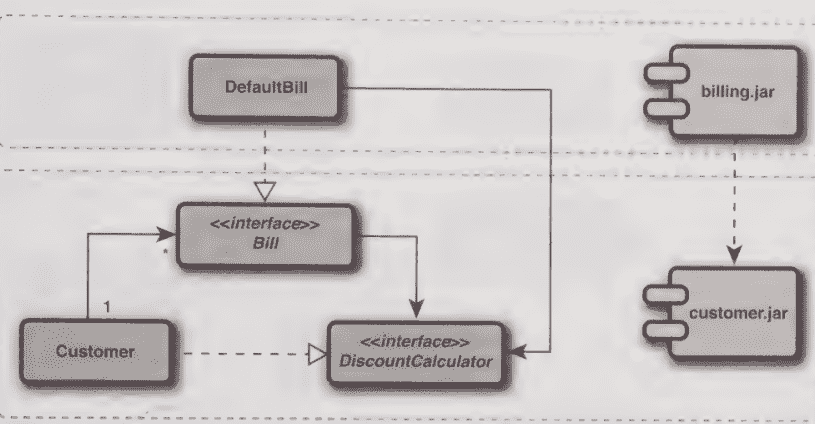 DefaultBill
billing.jar
<<interface>>
Bill
*
1
customer.jar
Customer
<<interface>>
DiscountCalculator